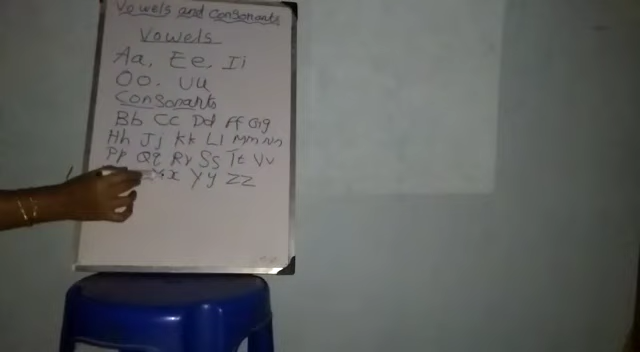 Vowels and Consonants
Vowels
Aa, Ee, Ii
Oo, Uu
Consonants
Bb Cc Dd Ff Gg
Hh Jj Kk Ll Mm Nn
Pp Qq Rr Ss Tt Vv
Xx Yy Zz